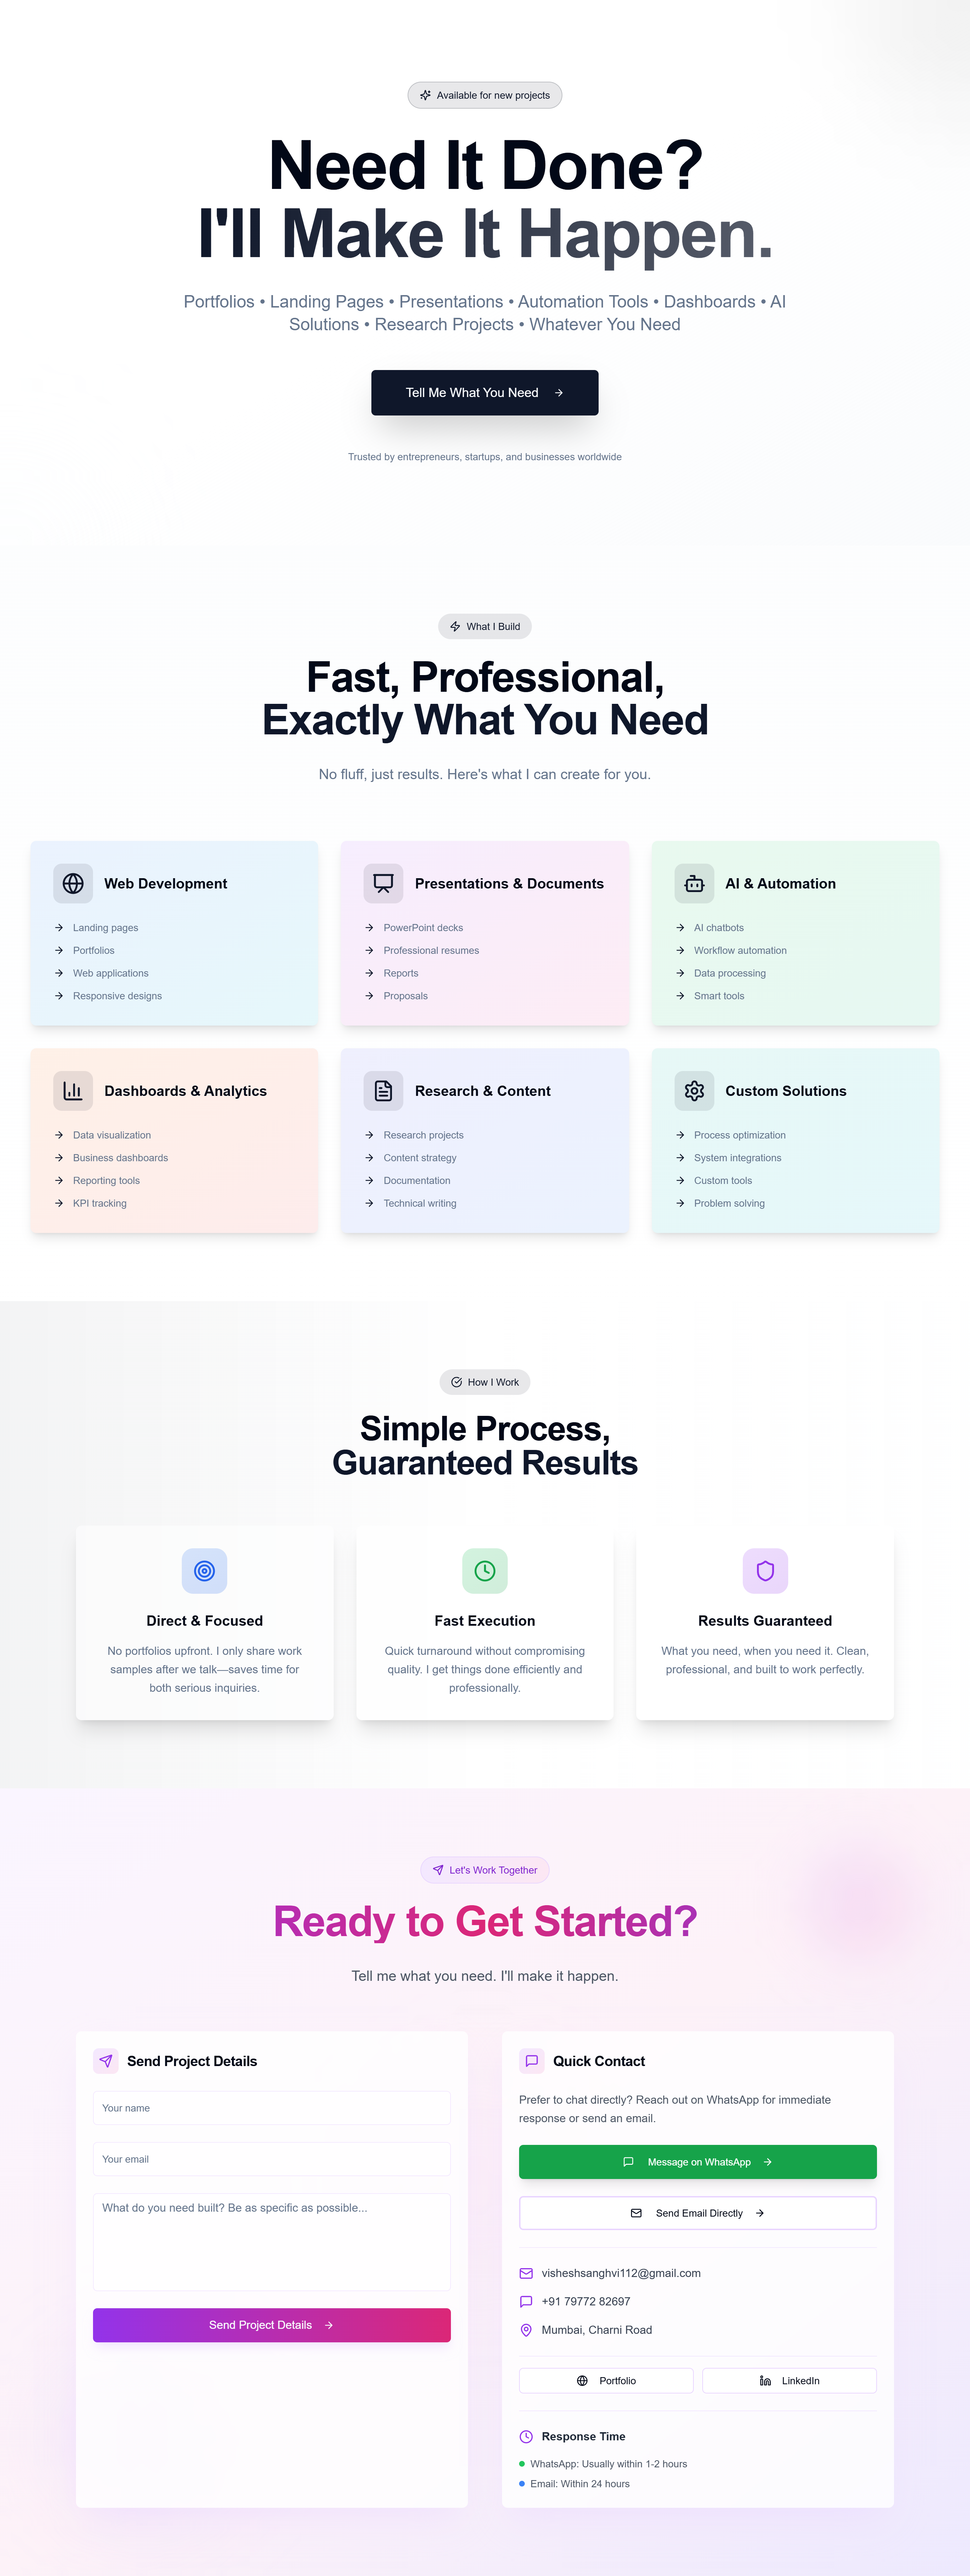 Available for new projects
Need It Done?
I'll Make It Happen.
Portfolios • Landing Pages • Presentations • Automation Tools • Dashboards • AI
Solutions • Research Projects • Whatever You Need
Tell Me What You Need
Trusted by entrepreneurs, startups, and businesses worldwide
What I Build
Fast, Professional,
Exactly What You Need
No fluff, just results. Here's what I can create for you.
Web Development
Landing pages
Portfolios
Web applications
Responsive designs
Presentations & Documents
PowerPoint decks
Professional resumes
Reports
Proposals
AI & Automation
AI chatbots
Workflow automation
Data processing
Smart tools
Dashboards & Analytics
Data visualization
Business dashboards
Reporting tools
KPI tracking
Research & Content
Research projects
Content strategy
Documentation
Technical writing
Custom Solutions
Process optimization
System integrations
Custom tools
Problem solving
How I Work
Simple Process,
Guaranteed Results
Direct & Focused
No portfolios upfront. I only share work
samples after we talk—saves time for
both serious inquiries.
Fast Execution
Quick turnaround without compromising
quality. I get things done efficiently and
professionally.
Results Guaranteed
What you need, when you need it. Clean,
professional, and built to work perfectly.
Let's Work Together
Ready to Get Started?
Tell me what you need. I'll make it happen.
Send Project Details
Your name
Your email
What do you need built? Be as specific as possible...
Send Project Details
Quick Contact
Prefer to chat directly? Reach out on WhatsApp for immediate
response or send an email.
Message on WhatsApp
Send Email Directly
visheshsanghvi112@gmail.com
+91 79772 82697
Mumbai, Charni Road
Portfolio
LinkedIn
Response Time
WhatsApp: Usually within 1-2 hours
Email: Within 24 hours